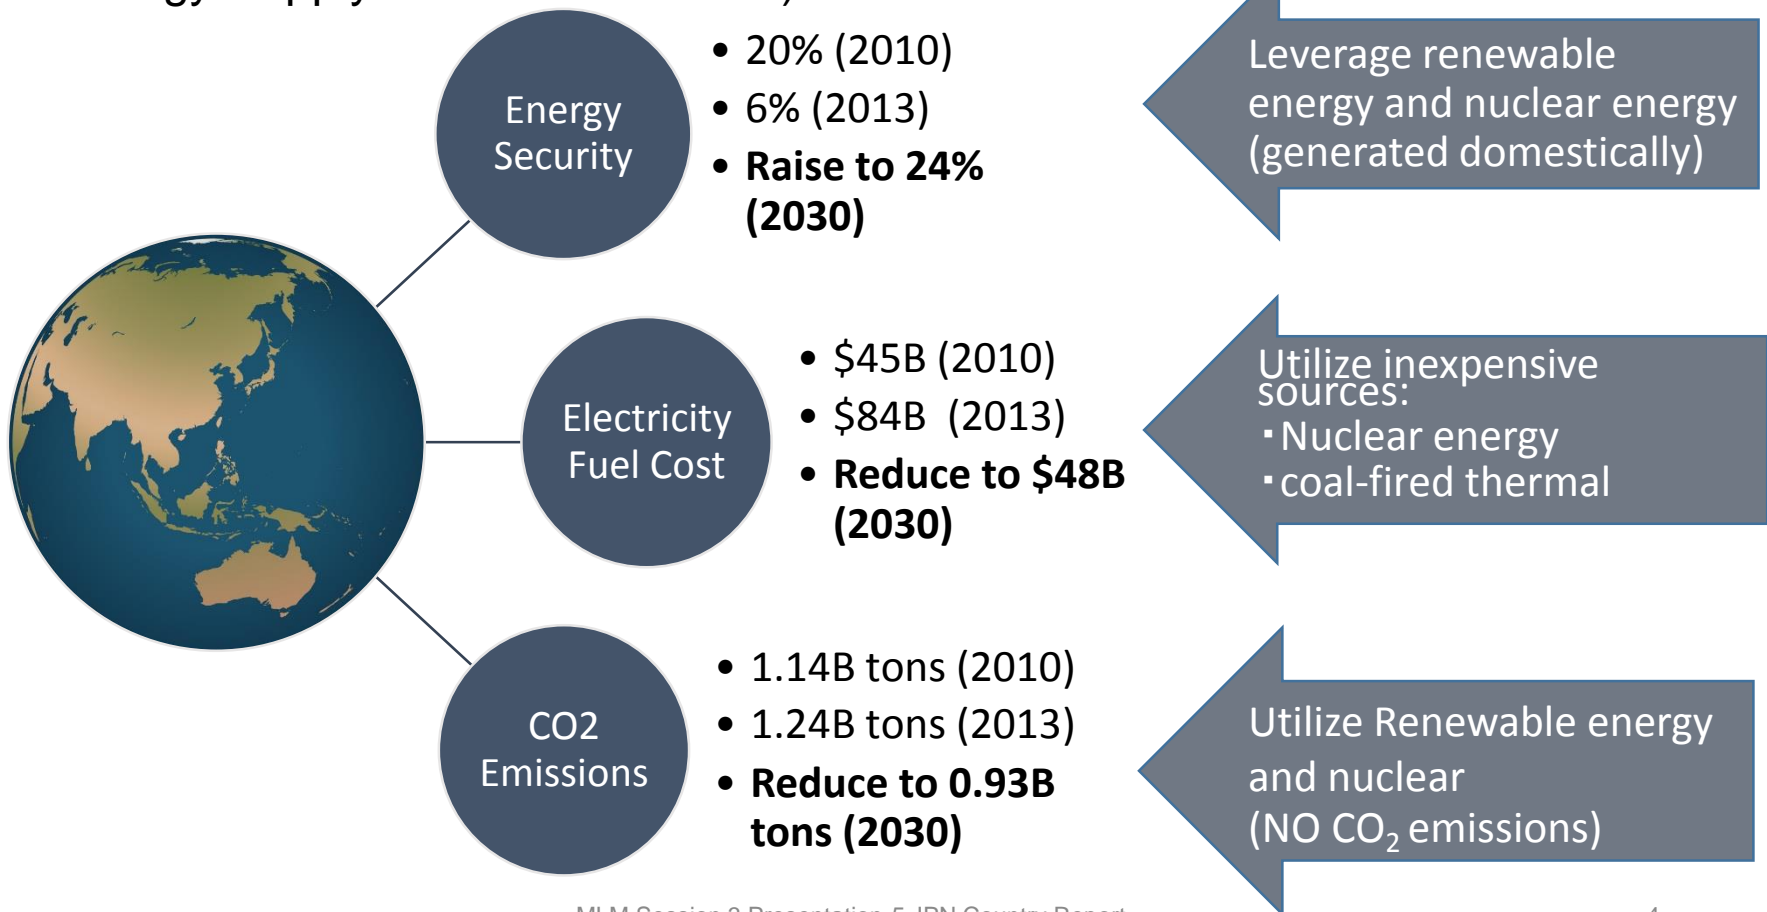 Energy
Security
• 20% (2010)
• 6% (2013)
• Raise to 24%
(2030)
Leverage renewable
energy and nuclear energy
(generated domestically)
Electricity
Fuel Cost
• $45B (2010)
• $84B (2013)
• Reduce to $48B
(2030)
Utilize inexpensive
sources:
▪Nuclear energy
▪coal-fired thermal
CO2
Emissions
• 1.14B tons (2010)
• 1.24B tons (2013)
• Reduce to 0.93B
tons (2030)
Utilize Renewable energy
and nuclear
(NO CO₂ emissions)